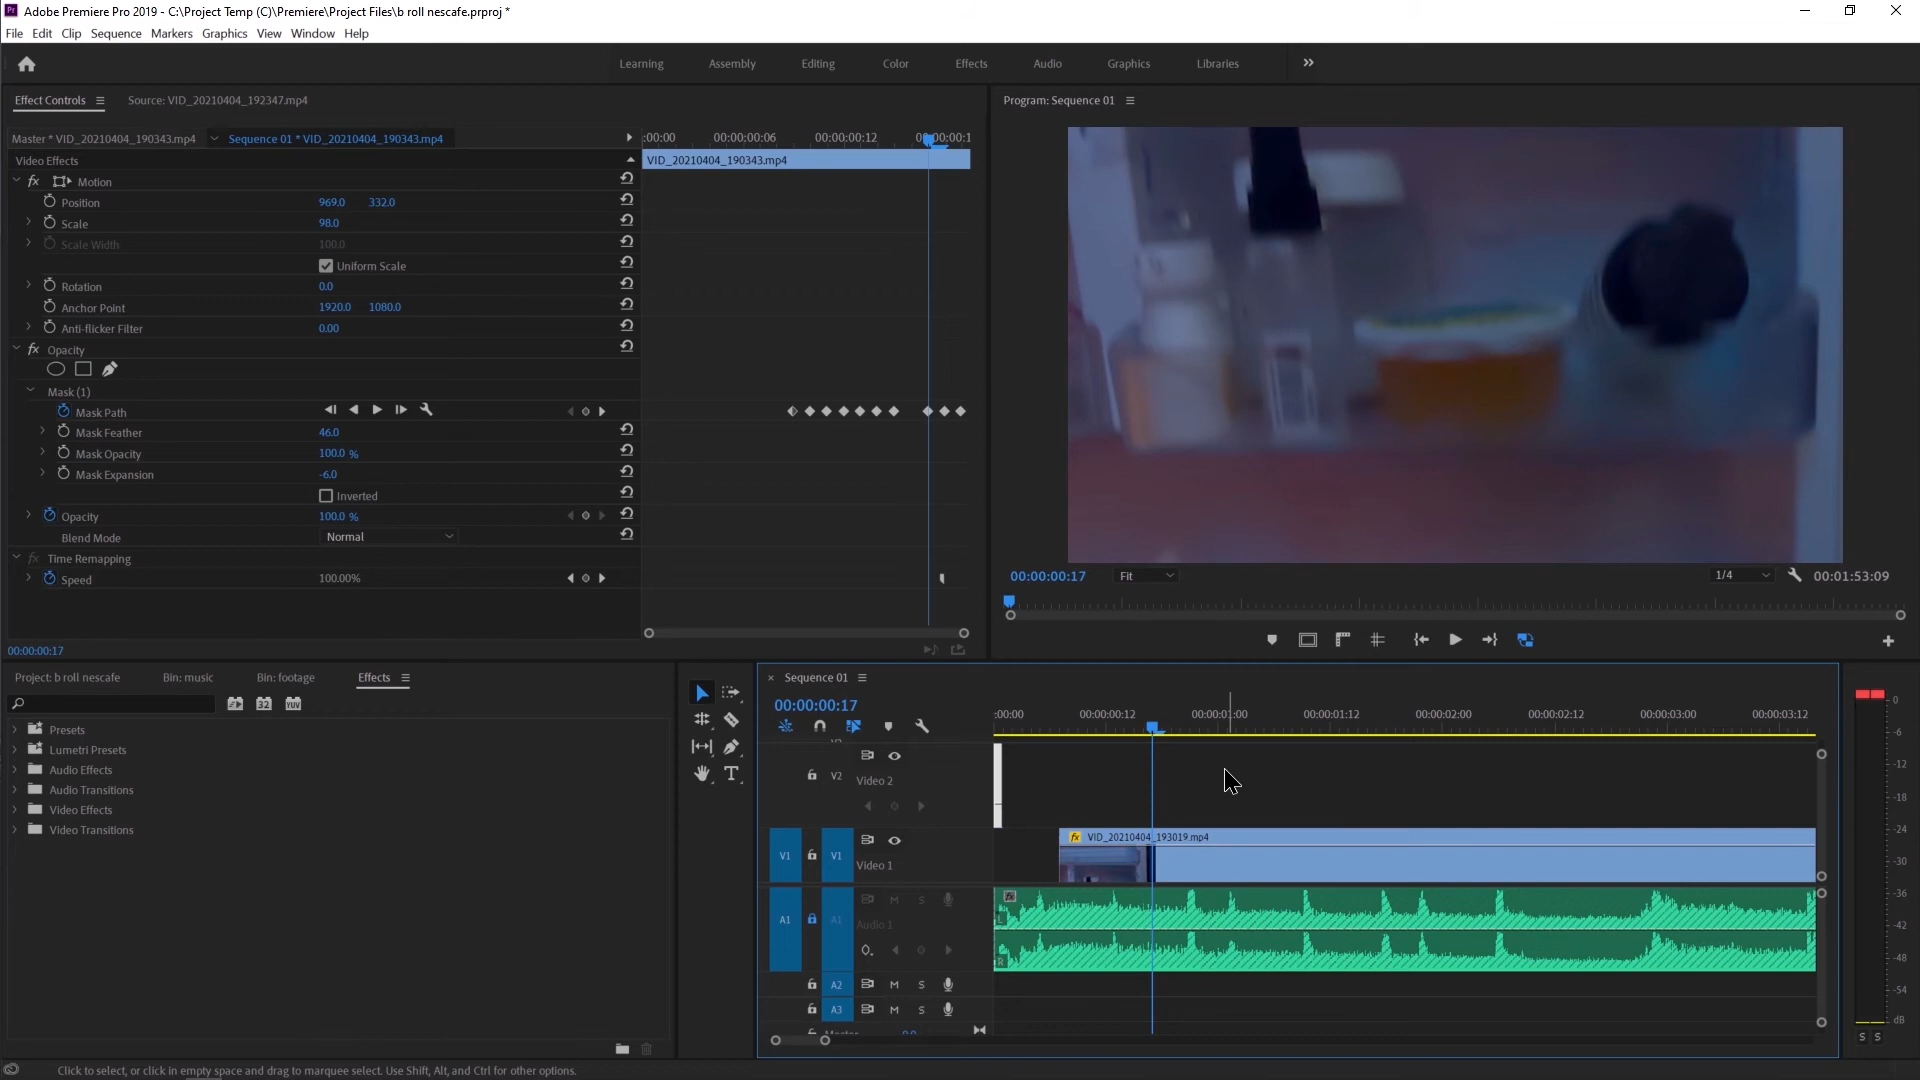 Adobe Premiere Pro 2019 - C:\Project Temp (C)\Premiere\Project Files\b roll nescafe.prproj *
File Edit Clip Sequence Markers Graphics View Window Help
Learning Assembly Editing Color Effects Audio Graphics Libraries
Effect Controls Source: VID_20210404_192347.mp4
Program: Sequence 01
Master * VID_20210404_190343.mp4 Sequence 01 * VID_20210404_190343.mp4 :00:00 00:00:00:06 00:00:00:12 00:00:00:1
Video Effects VID_20210404_190343.mp4
fx Motion
Position 969.0 332.0
Scale 98.0
Scale Width 100.0
Uniform Scale
Rotation 0.0
Anchor Point 1920.0 1080.0
Anti-flicker Filter 0.00
fx Opacity
Mask (1)
Mask Path
Mask Feather 46.0
Mask Opacity 100.0 %
Mask Expansion -6.0
Inverted
Opacity 100.0 %
Blend Mode Normal
fx Time Remapping
Speed 100.00%
00:00:00:17
00:00:00:17 Fit 1/4 00:01:53:09
Project: b roll nescafe Bin: music Bin: footage Effects
32 YUV
Presets
Lumetri Presets
Audio Effects
Audio Transitions
Video Effects
Video Transitions
T
× Sequence 01
00:00:00:17
:00:00 00:00:00:12 00:00:01:00 00:00:01:12 00:00:02:00 00:00:02:12 00:00:03:00 00:00:03:12
V2 Video 2
V1 V1 Video 1
fx VID_20210404_193019.mp4
A1 A1 M S Audio 1
fx L R
A2 M S
A3 M S
Master 0.0
0
-6
-12
-18
-24
-30
-36
-42
-48
-54
dB
S S
Click to select, or click in empty space and drag to marquee select. Use Shift, Alt, and Ctrl for other options.